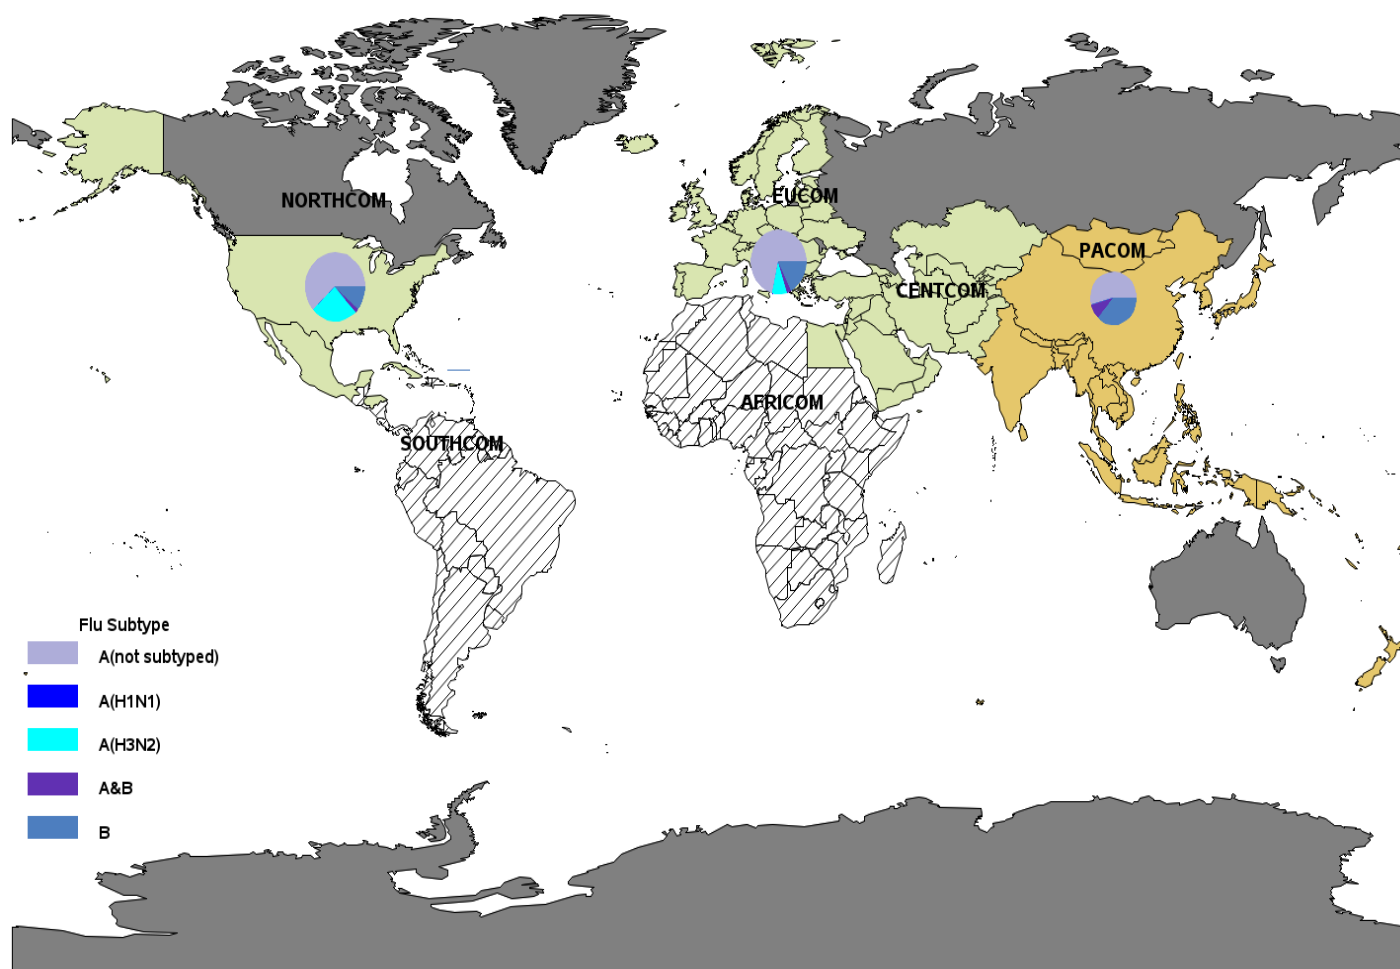 NORTHCOM
EUCOM
PACOM
CENTCOM
AFRICOM
SOUTHCOM
Flu Subtype
A(not subtyped)
A(H1N1)
A(H3N2)
A&B
B